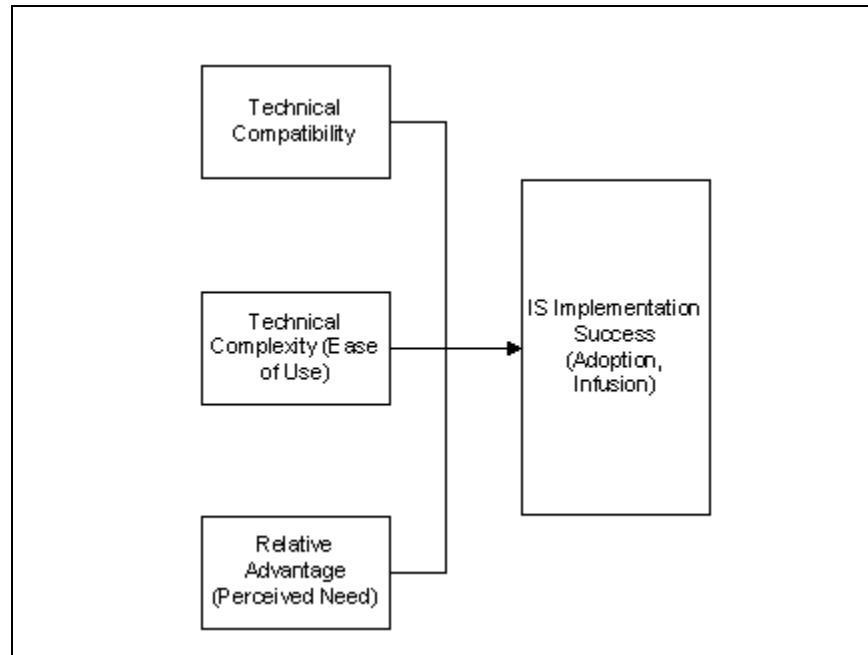 Technical
Compatibility
Technical
Complexity (Ease
of Use)
Relative
Advantage
(Perceived Need)
IS Implementation
Success
(Adoption,
Infusion)